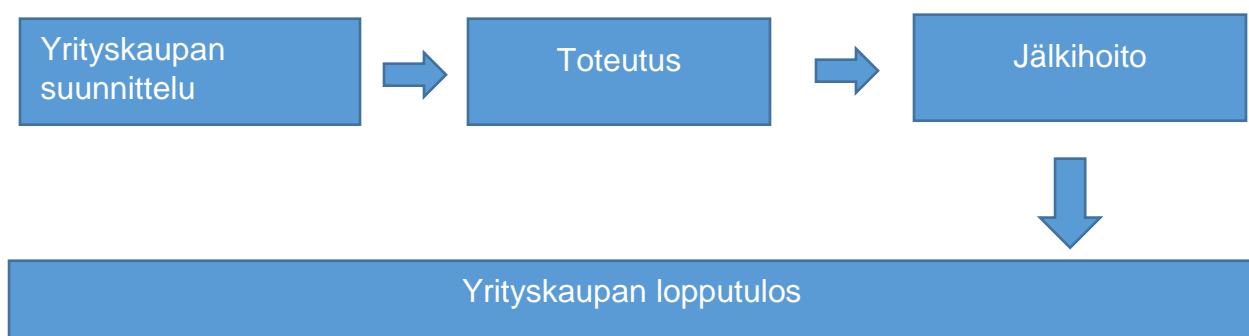 Yrityskaupan
suunnittelu
Toteutus
Jälkihoito
Yrityskaupan lopputulos